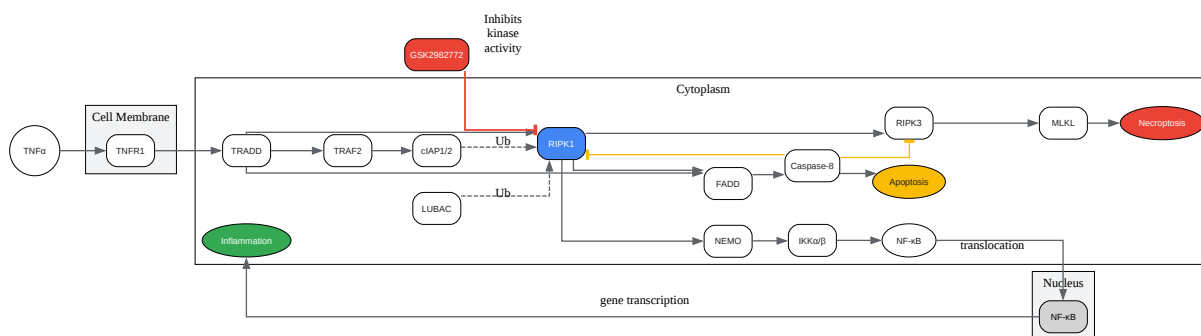 Inhibits
kinase
activity
GSK2982772
Cytoplasm
Cell Membrane
TNFα
TNFR1
TRADD
TRAF2
cIAP1/2
Ub
RIPK1
RIPK3
MLKL
Necroptosis
Caspase-8
FADD
Apoptosis
LUBAC
Ub
Inflammation
NEMO
IKKα/β
NF-κB
translocation
Nucleus
gene transcription
NF-κB